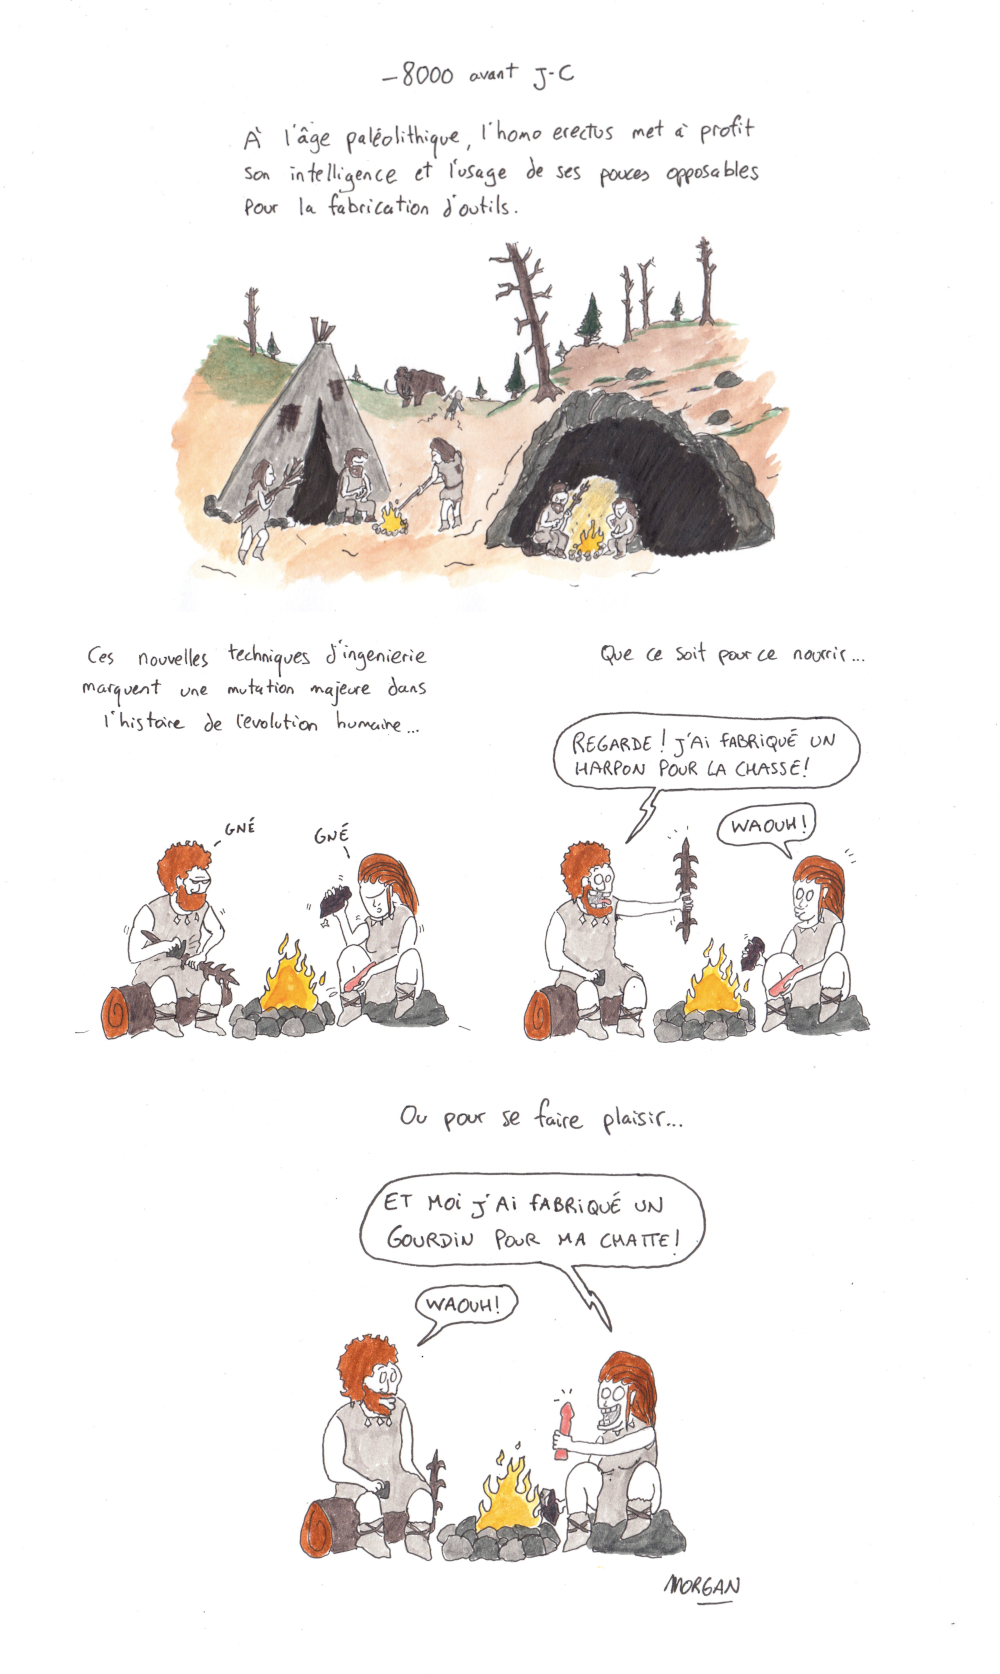 -8000 avant J-C
À l'âge paléolithique, l'homo erectus met à profit
son intelligence et l'usage de ses pouces opposables
pour la fabrication d'outils.
Ces nouvelles techniques d'ingenierie
marquent une mutation majeure dans
l'histoire de l'évolution humaine...
GNÉ
GNÉ
Que ce soit pour ce nourrir...
REGARDE ! J'AI FABRIQUÉ UN
HARPON POUR LA CHASSE !
WAOUH !
Ou pour se faire plaisir...
ET MOI J'AI FABRIQUÉ UN
GOURDIN POUR MA CHATTE !
WAOUH !
MORGAN